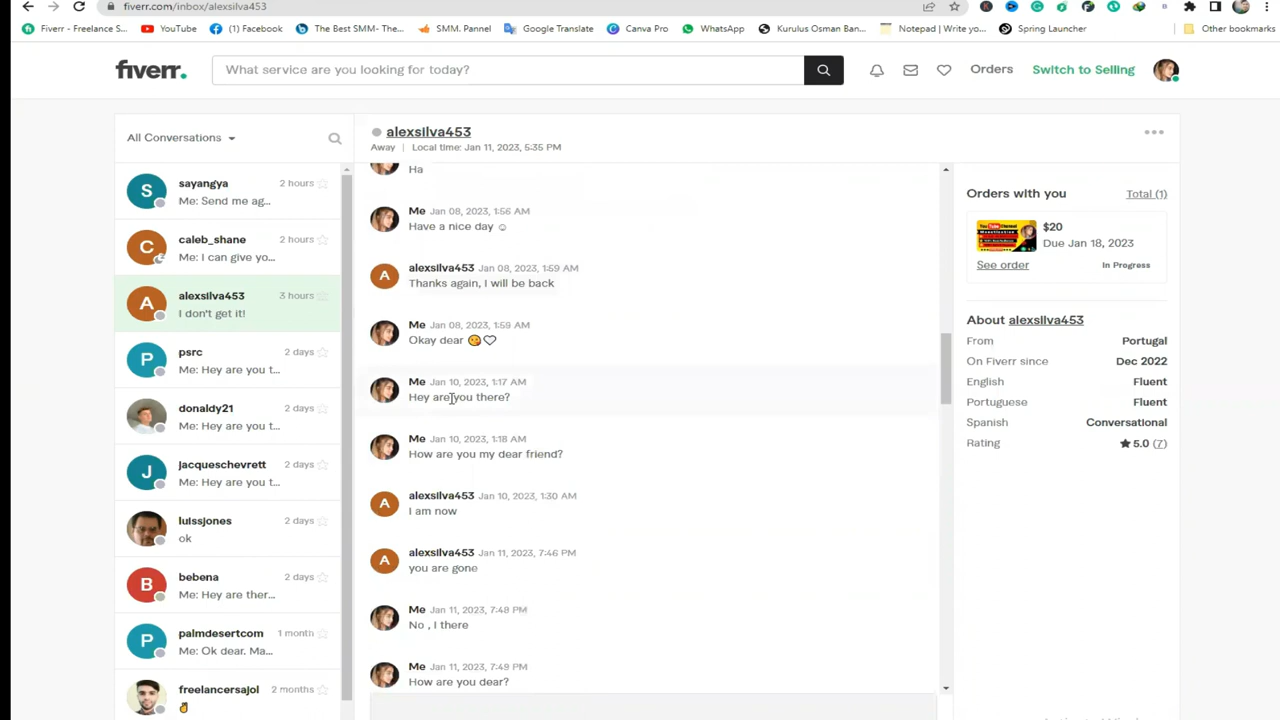 fiverr.com/inbox/alexsilva453
Fiverr - Freelance S... YouTube (1) Facebook The Best SMM- The... SMM. Pannel Google Translate Canva Pro WhatsApp Kurulus Osman Ban... Notepad | Write yo... Spring Launcher Other bookmarks
fiverr. What service are you looking for today? Orders Switch to Selling
All Conversations
sayangya 2 hours
Me: Send me ag...
caleb_shane 2 hours
Me: I can give yo...
alexsilva453 3 hours
I don't get it!
psrc 2 days
Me: Hey are you t...
donaldy21 2 days
Me: Hey are you t...
jacqueschevrett 2 days
Me: Hey are you t...
luissjones 2 days
ok
bebena 2 days
Me: Hey are ther...
palmdesertcom 1 month
Me: Ok dear. Ma...
freelancersajol 2 months
alexsilva453
Away | Local time: Jan 11, 2023, 5:35 PM
Ha
Me Jan 08, 2023, 1:56 AM
Have a nice day ☺
A alexsilva453 Jan 08, 2023, 1:59 AM
Thanks again, I will be back
Me Jan 08, 2023, 1:59 AM
Okay dear 😋♡
Me Jan 10, 2023, 1:17 AM
Hey are you there?
Me Jan 10, 2023, 1:18 AM
How are you my dear friend?
A alexsilva453 Jan 10, 2023, 1:30 AM
I am now
A alexsilva453 Jan 11, 2023, 7:46 PM
you are gone
Me Jan 11, 2023, 7:48 PM
No , I there
Me Jan 11, 2023, 7:49 PM
How are you dear?
Orders with you Total (1)
$20
Due Jan 18, 2023
See order In Progress
About alexsilva453
From Portugal
On Fiverr since Dec 2022
English Fluent
Portuguese Fluent
Spanish Conversational
Rating ★ 5.0 (7)